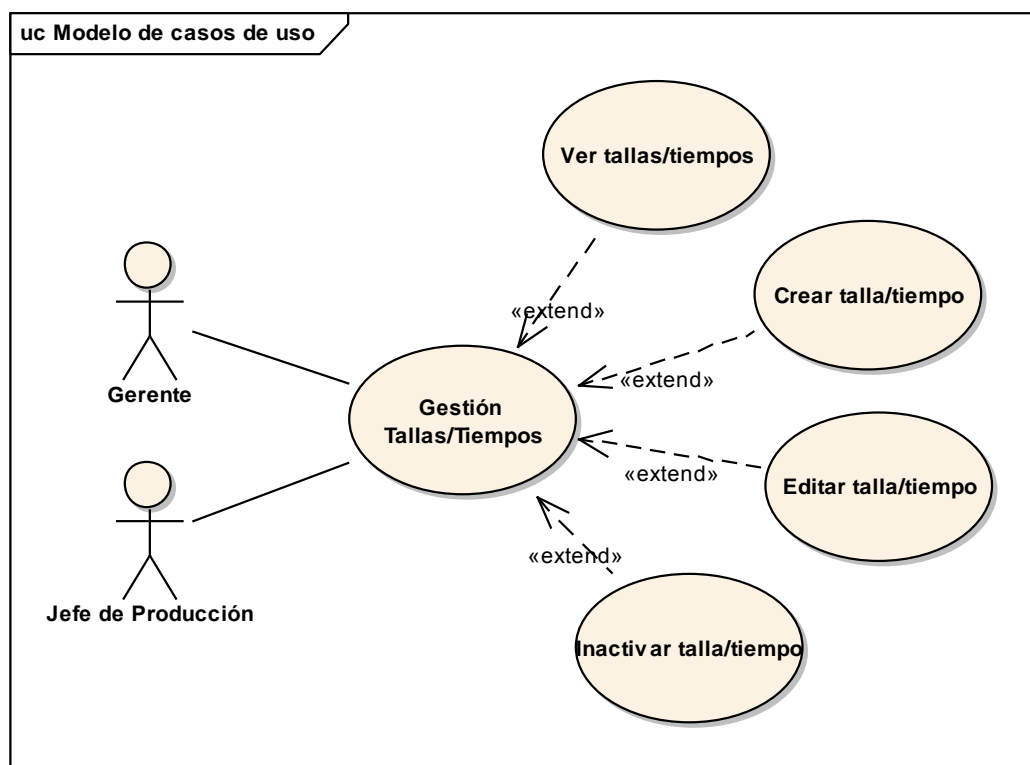 uc Modelo de casos de uso
Ver tallas/tiempos
Crear talla/tiempo
«extend»
«extend»
Gerente
Gestión
Tallas/Tiempos
«extend»
Editar talla/tiempo
«extend»
Jefe de Producción
Inactivar talla/tiempo